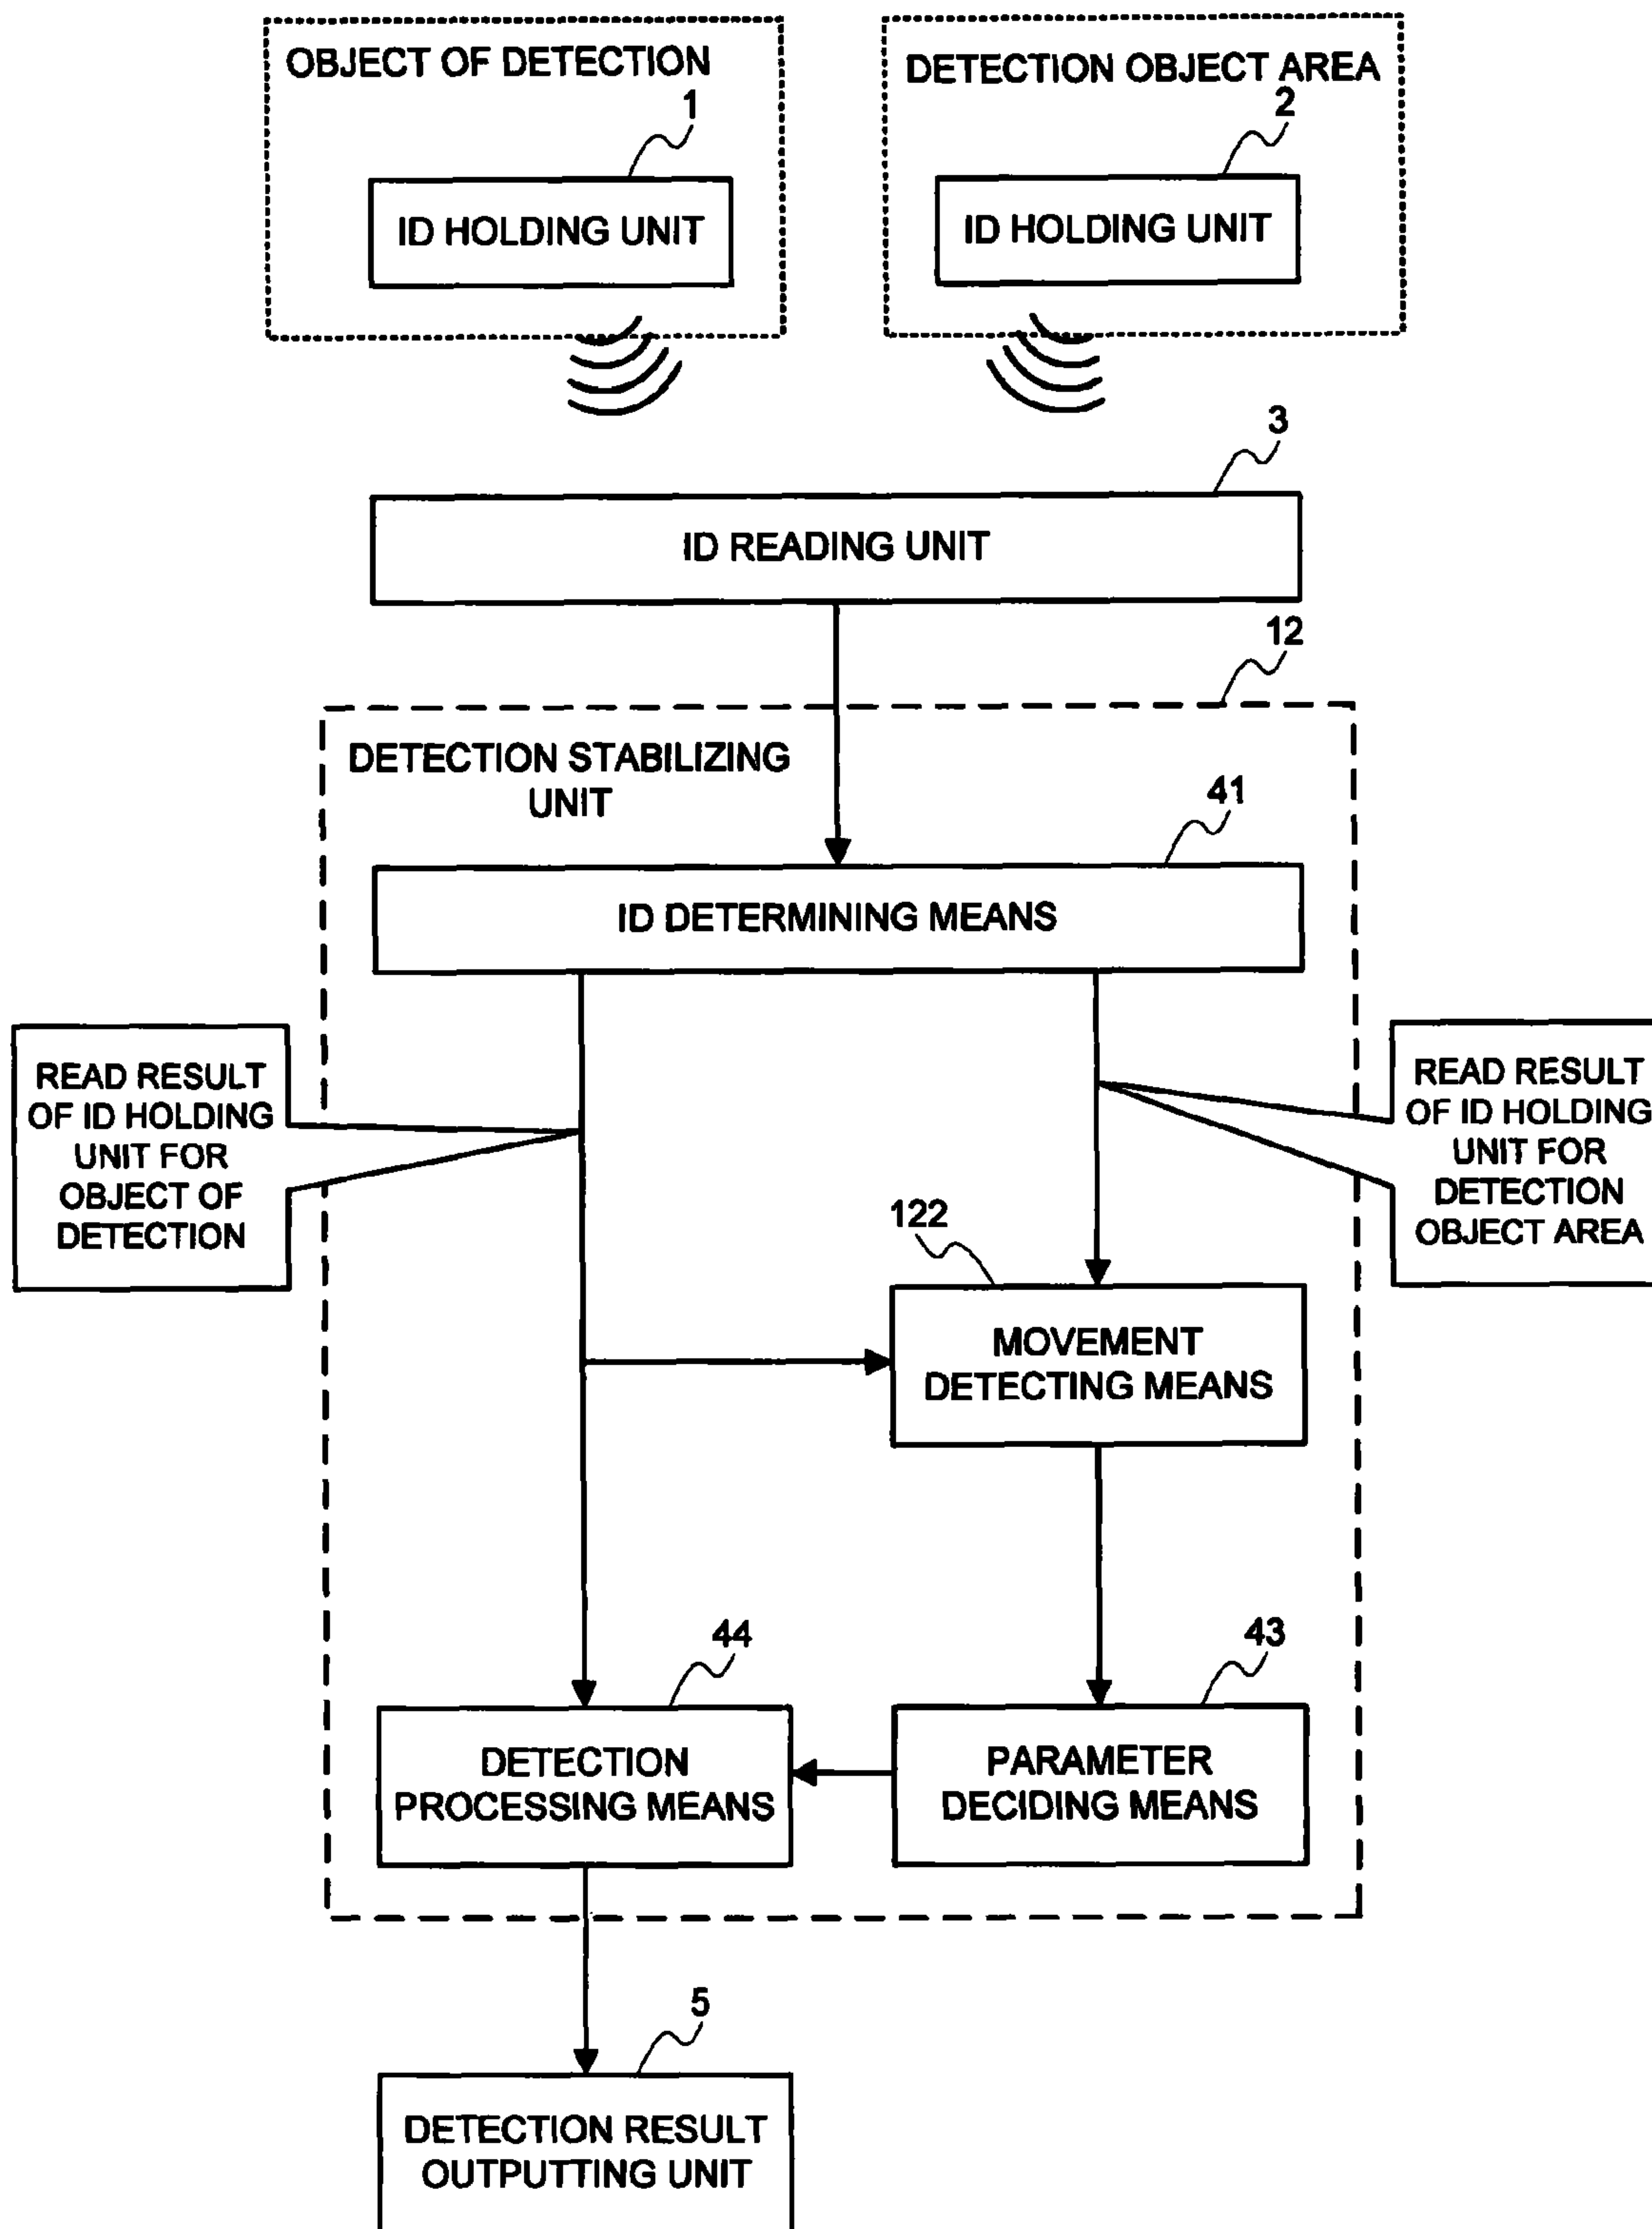 OBJECT OF DETECTION
1
ID HOLDING UNIT
DETECTION OBJECT AREA
2
ID HOLDING UNIT
3
ID READING UNIT
12
DETECTION STABILIZING
UNIT
41
ID DETERMINING MEANS
READ RESULT
OF ID HOLDING
UNIT FOR
OBJECT OF
DETECTION
READ RESULT
OF ID HOLDING
UNIT FOR
DETECTION
OBJECT AREA
122
MOVEMENT
DETECTING MEANS
44
DETECTION
PROCESSING MEANS
43
PARAMETER
DECIDING MEANS
5
DETECTION RESULT
OUTPUTTING UNIT